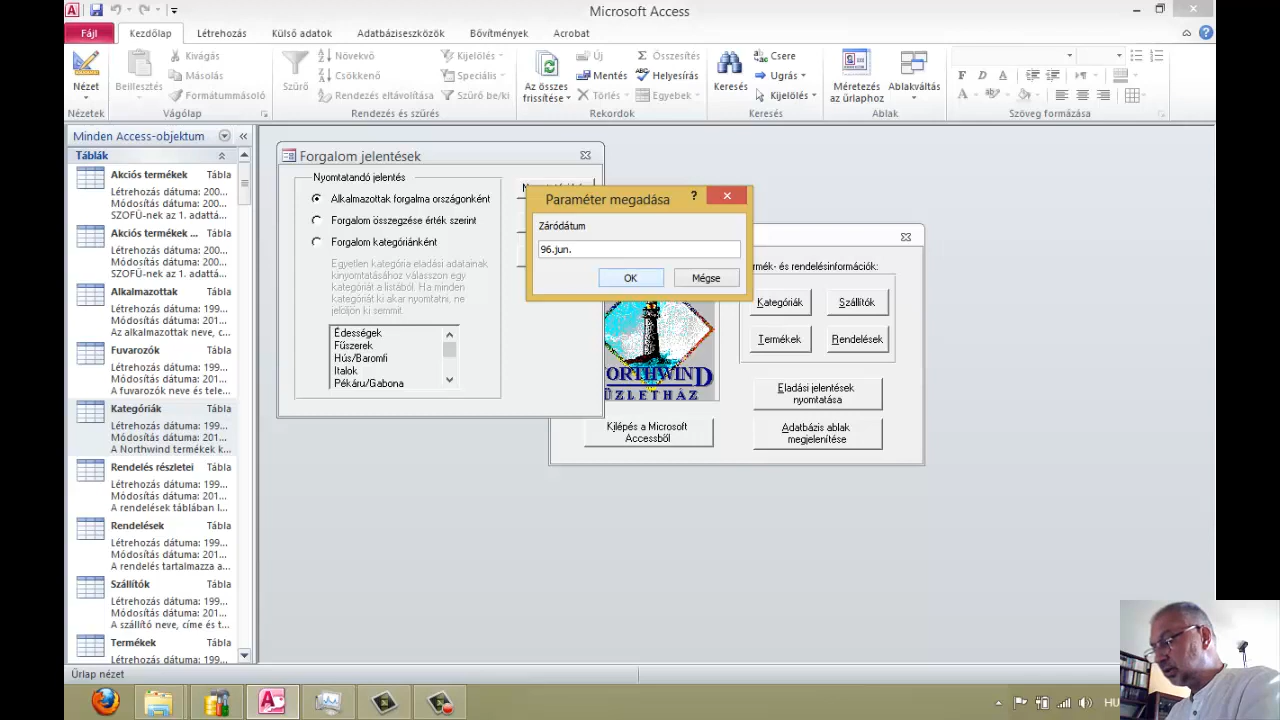 Microsoft Access
Fájl
Kezdőlap
Létrehozás
Külső adatok
Adatbáziseszközök
Bővítmények
Acrobat
Nézet
Nézetek
Beillesztés
Kivágás
Másolás
Formátummásoló
Vágólap
Szűrő
Növekvő
Csökkenő
Rendezés eltávolítása
Kijelölés
Speciális
Szűrő be/ki
Rendezés és szűrés
Az összes
frissítése
Új
Mentés
Törlés
Összesítés
Helyesírás
Egyebek
Rekordok
Keresés
Csere
Ugrás
Kijelölés
Keresés
Méretezés
az űrlaphoz
Ablakváltás
Ablak
F D A
Szöveg formázása
Minden Access-objektum
Táblák
Akciós termékek Tábla
Létrehozás dátuma: 200...
Módosítás dátuma: 200...
SZOFÜ-nek az 1. adattá...
Akciós termékek ... Tábla
Létrehozás dátuma: 200...
Módosítás dátuma: 200...
SZOFÜ-nek az 1. adattá...
Alkalmazottak Tábla
Létrehozás dátuma: 199...
Módosítás dátuma: 201...
Az alkalmazottak neve, c...
Fuvarozók Tábla
Létrehozás dátuma: 199...
Módosítás dátuma: 201...
A fuvarozók neve és tele...
Kategóriák Tábla
Létrehozás dátuma: 199...
Módosítás dátuma: 201...
A Northwind termékek k...
Rendelés részletei Tábla
Létrehozás dátuma: 199...
Módosítás dátuma: 201...
A rendelések táblában l...
Rendelések Tábla
Létrehozás dátuma: 199...
Módosítás dátuma: 201...
A rendelés tartalmazza a...
Szállítók Tábla
Létrehozás dátuma: 199...
Módosítás dátuma: 201...
A szállító neve, címe és t...
Termékek Tábla
Létrehozás dátuma: 199...
Forgalom jelentések
Nyomtatandó jelentés
Alkalmazottak forgalma országonként
Forgalom összegzése érték szerint
Forgalom kategóriánként
Egyetlen kategória eladási adatainak
kinyomtatásához válasszon egy
kategóriát a listából. Ha minden
kategóriát ki akar nyomtatni, ne
jelöljön ki semmit.
Édességek
Fűszerek
Hús/Baromfi
Italok
Pékáru/Gabona
Paraméter megadása
Záródátum
96.jun.
OK
Mégse
mék- és rendelésinformációk:
Kategóriák
Szállítók
Termékek
Rendelések
Eladási jelentések
nyomtatása
Adatbázis ablak
megjelenítése
Kilépés a Microsoft
Accessből
NORTHWIND
ÜZLETHÁZ
Űrlap nézet
HU